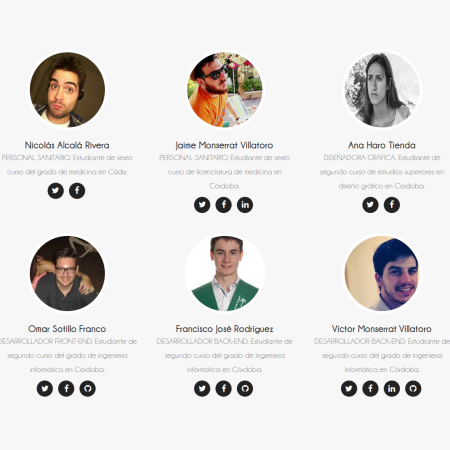 Nicolás Alcalá Rivera
PERSONAL SANITARIO. Estudiante de sexto
curso del grado de medicina en Cádiz.
Jaime Monserrat Villatoro
PERSONAL SANITARIO. Estudiante de sexto
curso de licenciatura de medicina en
Córdoba.
Ana Haro Tienda
DISEÑADORA GRÁFICA. Estudiante de
segundo curso de estudios superiores en
diseño gráfico en Córdoba.
Omar Sotillo Franco
DESARROLLADOR FRONT-END. Estudiante de
segundo curso del grado de ingeniería
informática en Córdoba.
Francisco José Rodríguez
DESARROLLADOR BACK-END. Estudiante de
segundo curso del grado de ingeniería
informática en Córdoba.
Víctor Monserrat Villatoro
DESARROLLADOR BACK-END. Estudiante de
segundo curso del grado de ingeniería
informática en Córdoba.